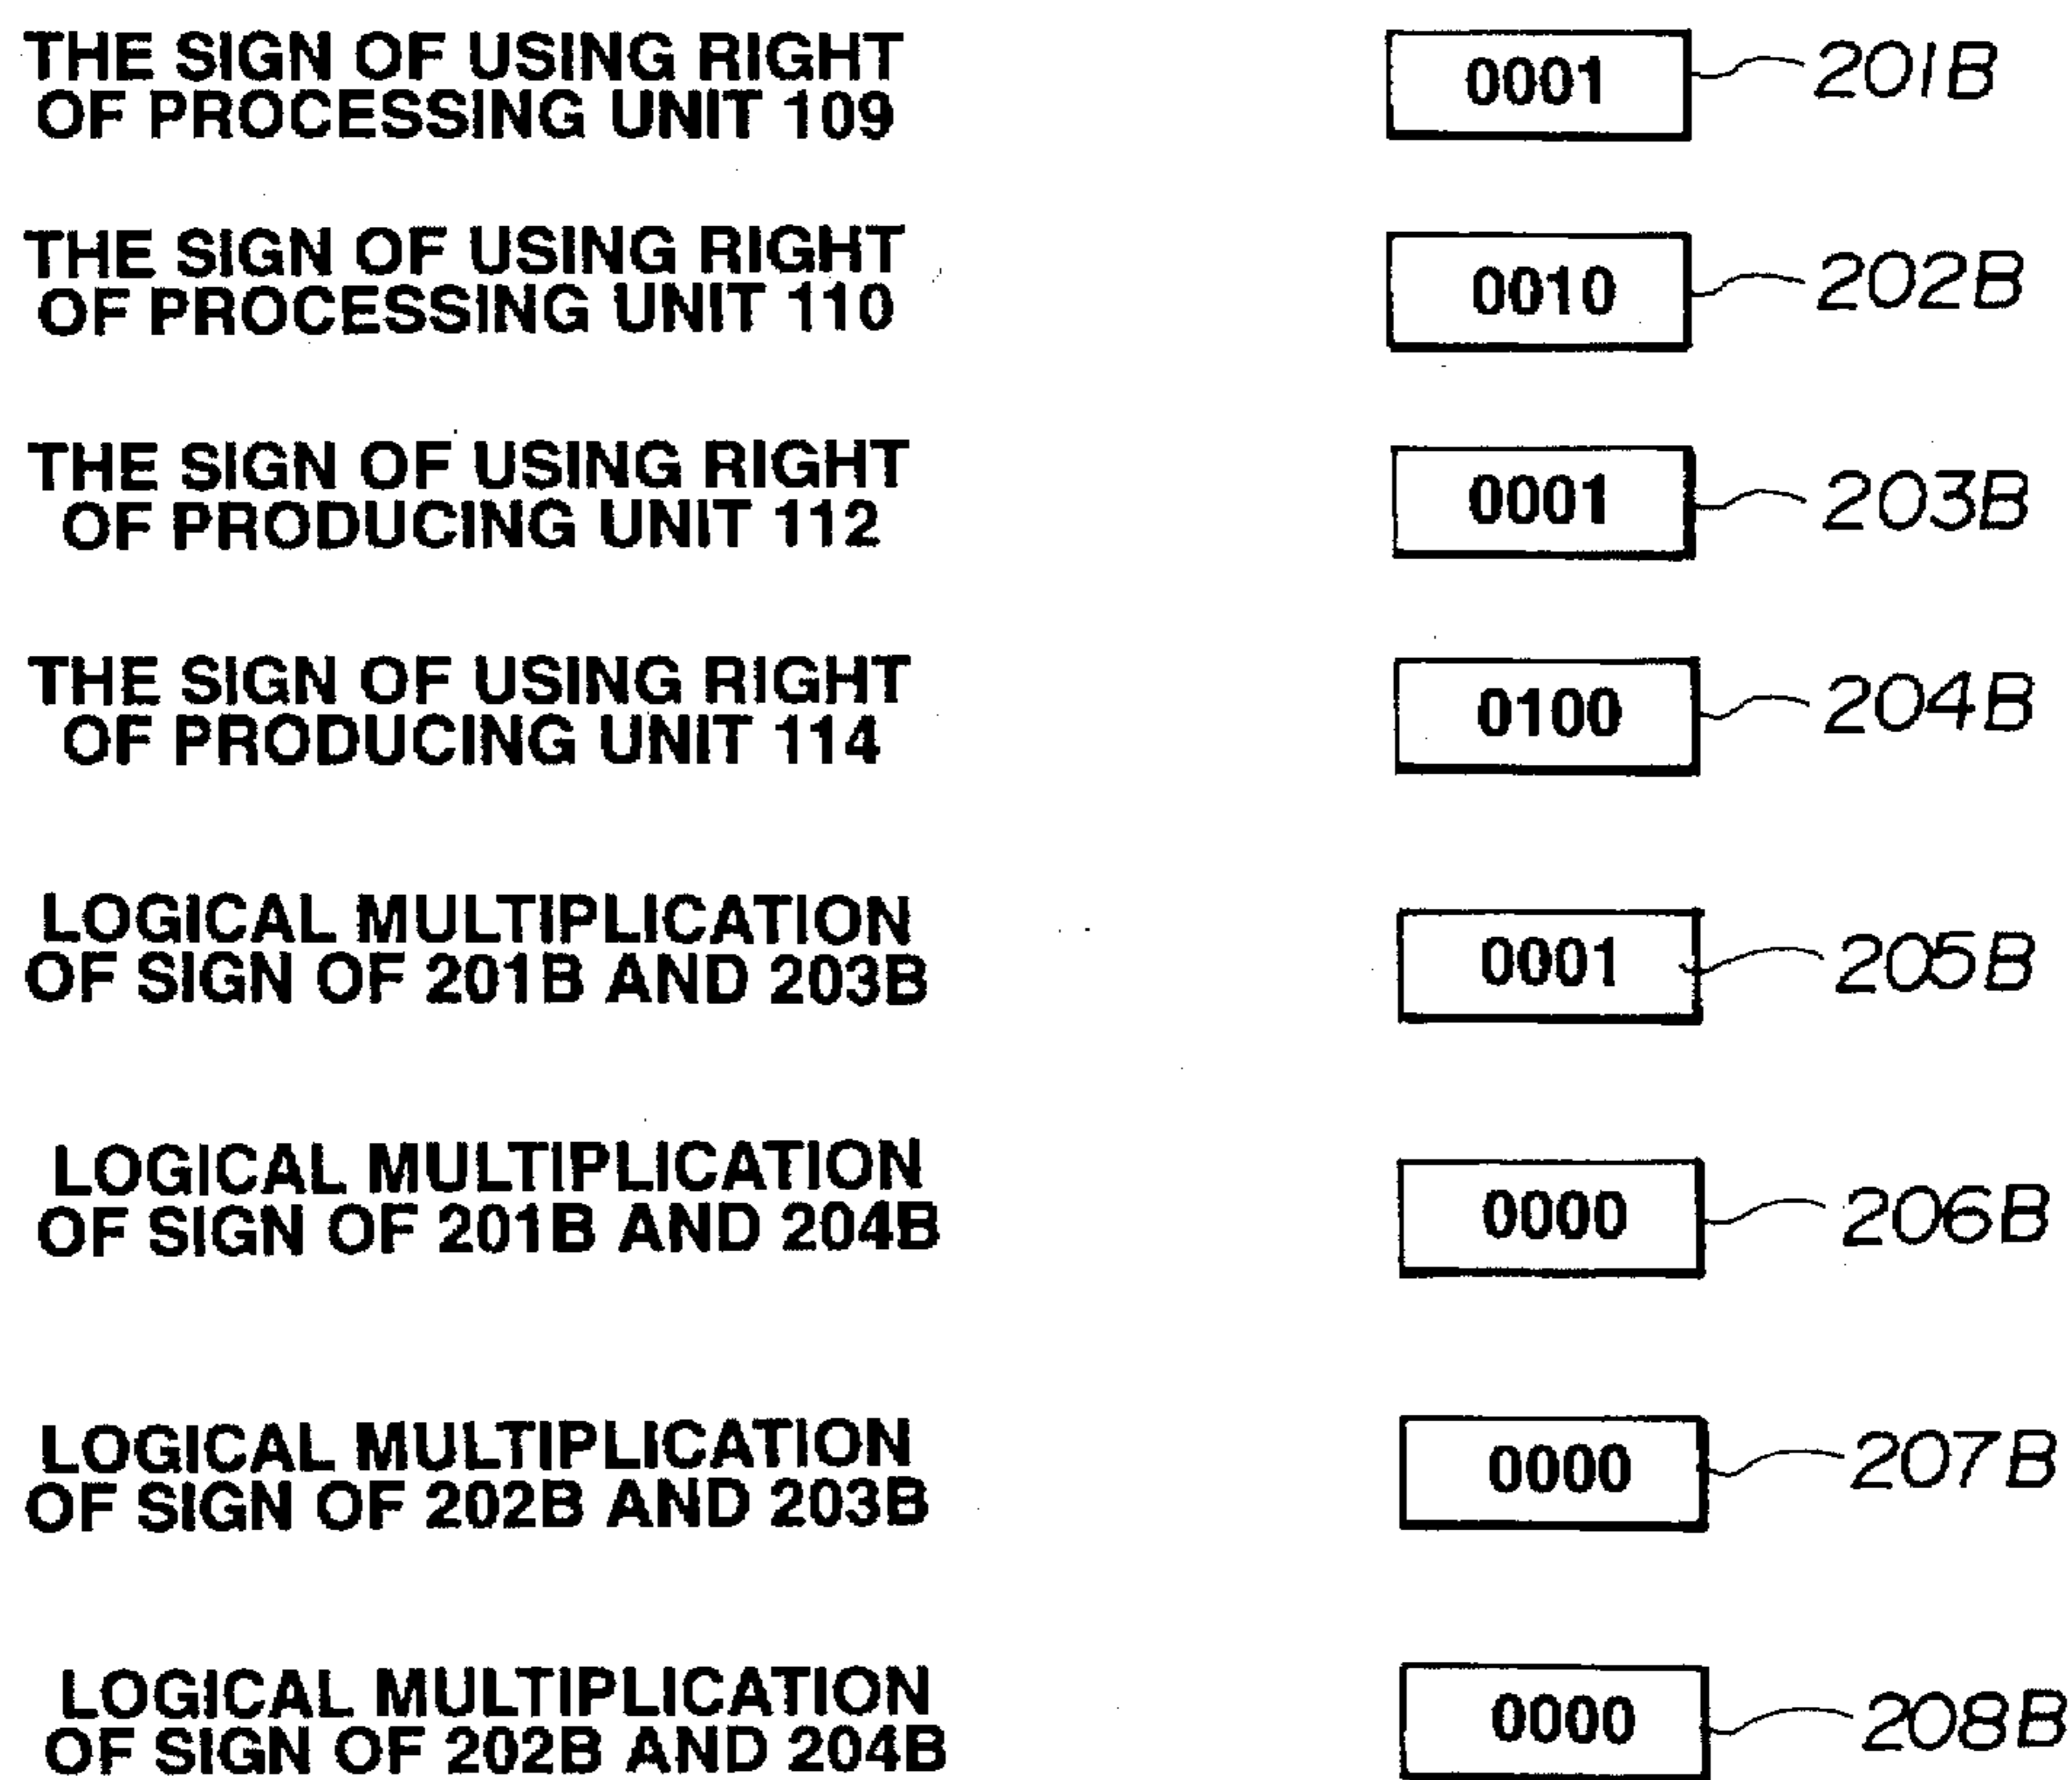 THE SIGN OF USING RIGHT
OF PROCESSING UNIT 109
0001
201B
THE SIGN OF USING RIGHT
OF PROCESSING UNIT 110
0010
202B
THE SIGN OF USING RIGHT
OF PRODUCING UNIT 112
0001
203B
THE SIGN OF USING RIGHT
OF PRODUCING UNIT 114
0100
204B
LOGICAL MULTIPLICATION
OF SIGN OF 201B AND 203B
0001
205B
LOGICAL MULTIPLICATION
OF SIGN OF 201B AND 204B
0000
206B
LOGICAL MULTIPLICATION
OF SIGN OF 202B AND 203B
0000
207B
LOGICAL MULTIPLICATION
OF SIGN OF 202B AND 204B
0000
208B